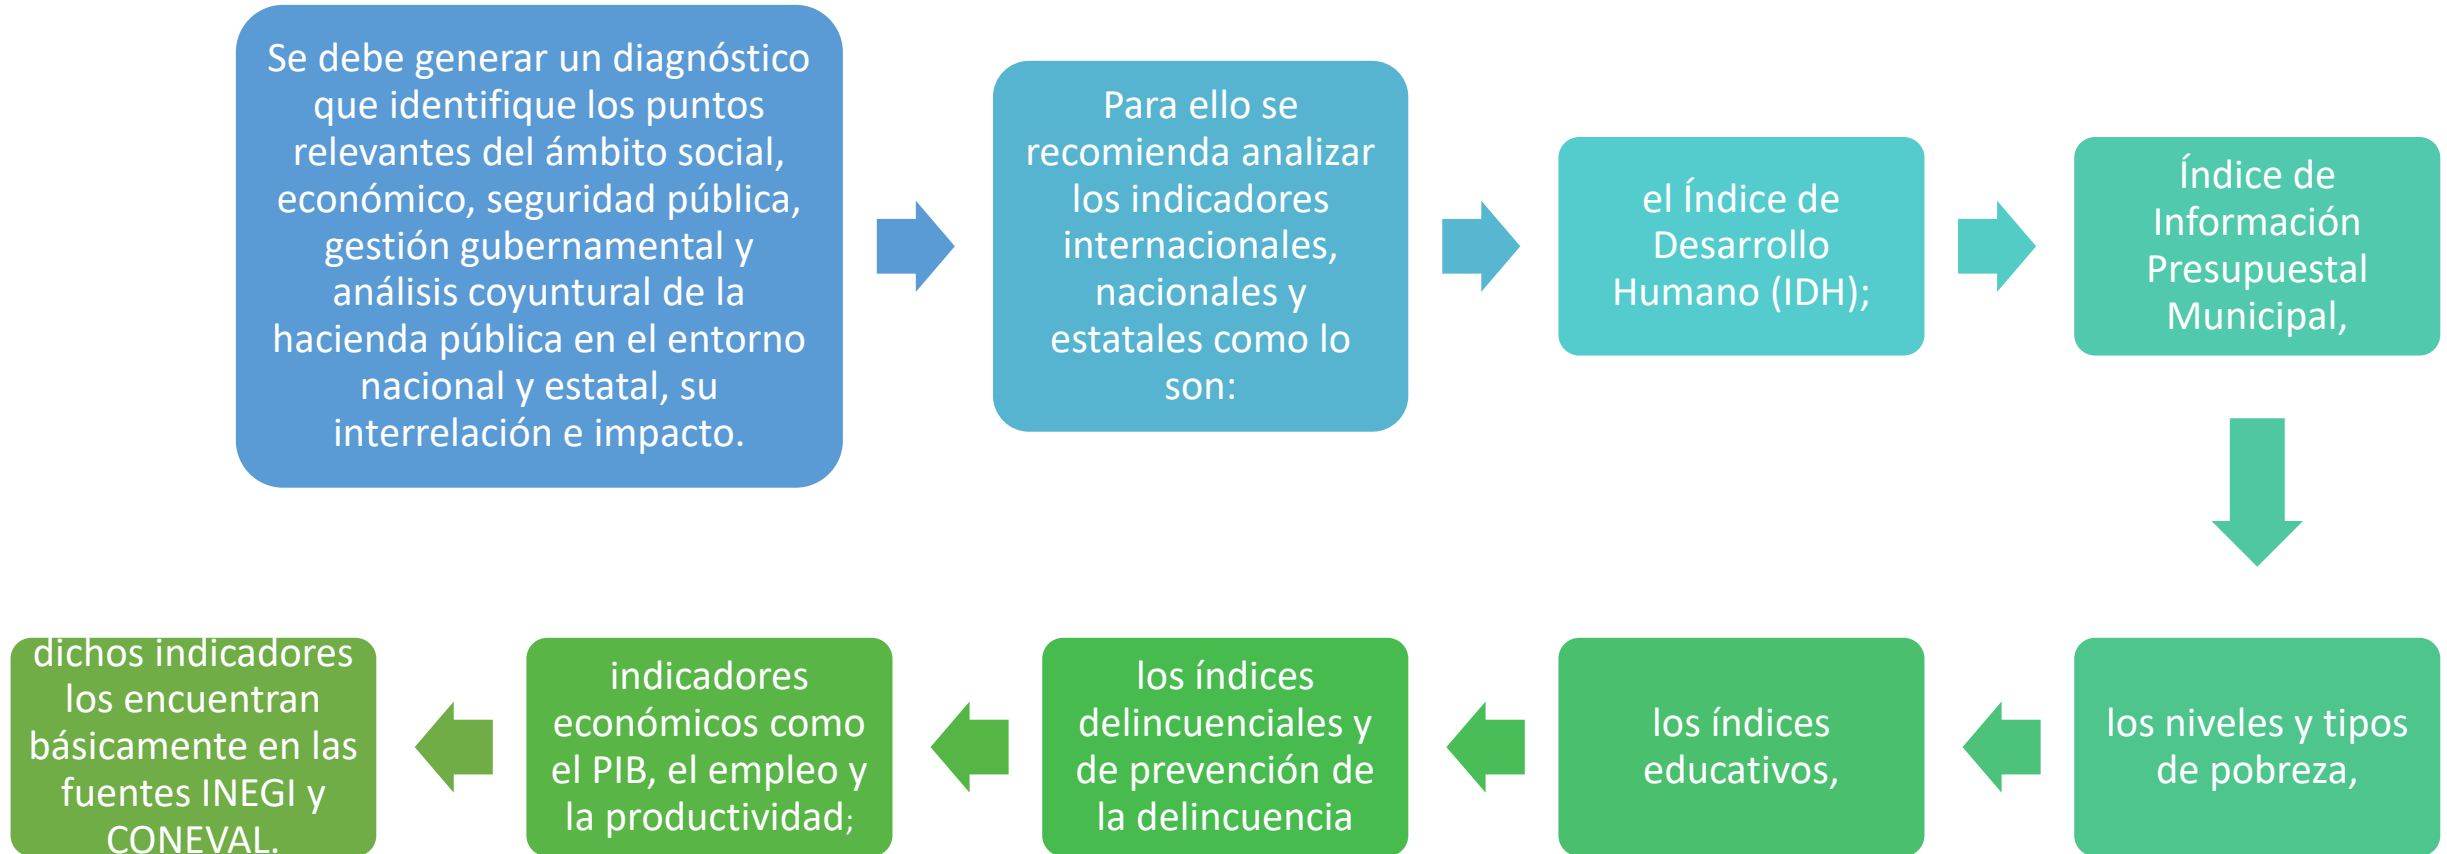 Se debe generar un diagnóstico
que identifique los puntos
relevantes del ámbito social,
económico, seguridad pública,
gestión gubernamental y
análisis coyuntural de la
hacienda pública en el entorno
nacional y estatal, su
interrelación e impacto.
Para ello se
recomienda analizar
los indicadores
internacionales,
nacionales y
estatales como lo
son:
el Índice de
Desarrollo
Humano (IDH);
Índice de
Información
Presupuestal
Municipal,
los niveles y tipos
de pobreza,
los índices
educativos,
los índices
delincuenciales y
de prevención de
la delincuencia
indicadores
económicos como
el PIB, el empleo y
la productividad;
dichos indicadores
los encuentran
básicamente en las
fuentes INEGI y
CONEVAL.